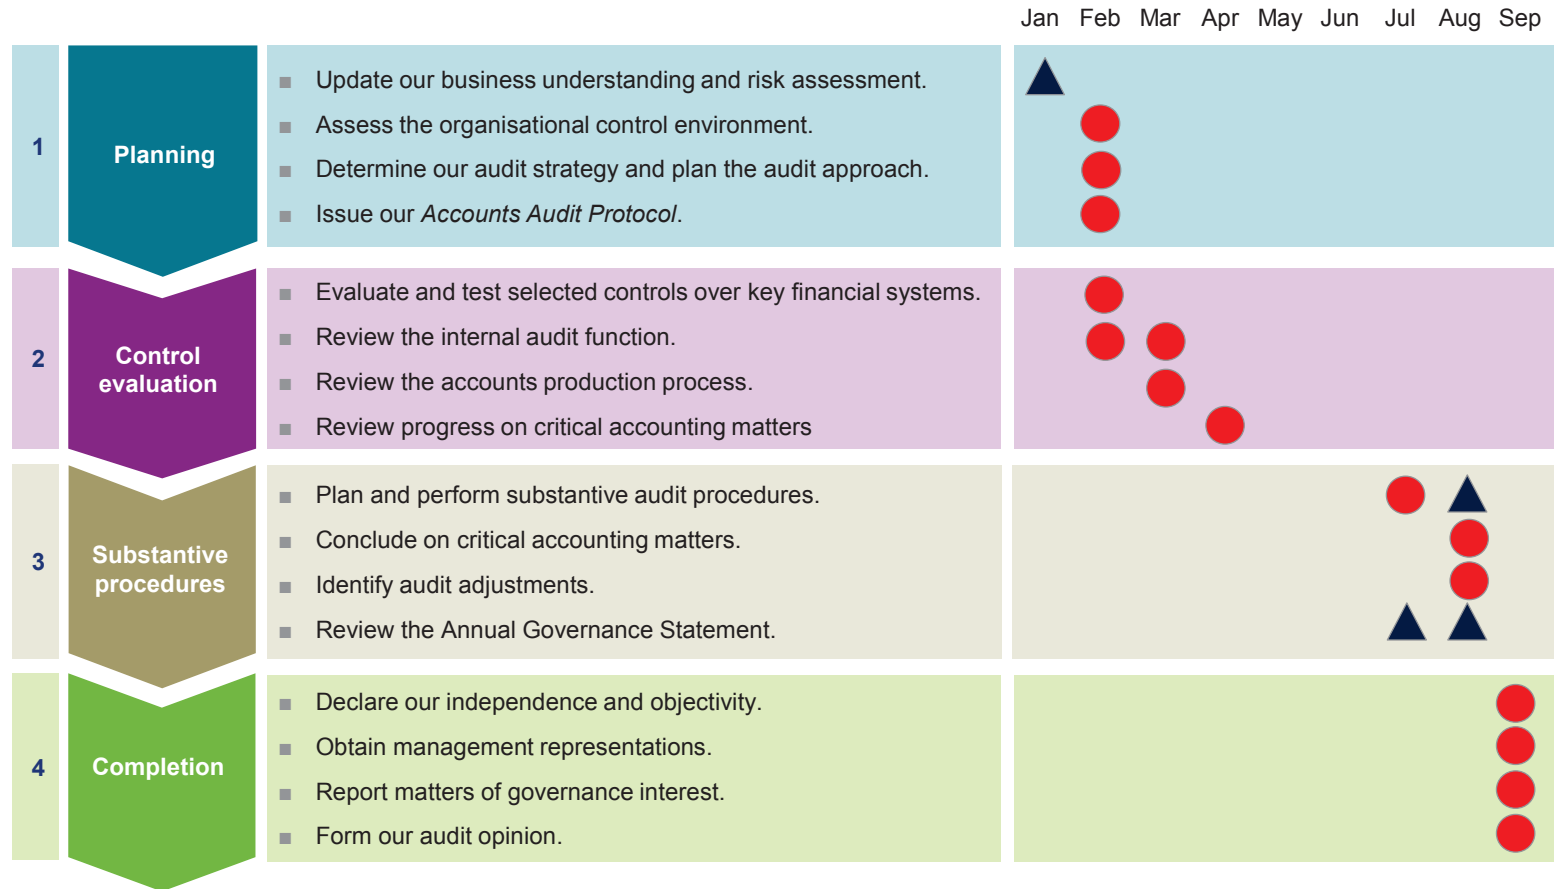 Jan Feb Mar Apr May Jun Jul Aug Sep
1
Planning
■ Update our business understanding and risk assessment.
■ Assess the organisational control environment.
■ Determine our audit strategy and plan the audit approach.
■ Issue our Accounts Audit Protocol.
2
Control
evaluation
■ Evaluate and test selected controls over key financial systems.
■ Review the internal audit function.
■ Review the accounts production process.
■ Review progress on critical accounting matters
3
Substantive
procedures
■ Plan and perform substantive audit procedures.
■ Conclude on critical accounting matters.
■ Identify audit adjustments.
■ Review the Annual Governance Statement.
4
Completion
■ Declare our independence and objectivity.
■ Obtain management representations.
■ Report matters of governance interest.
■ Form our audit opinion.